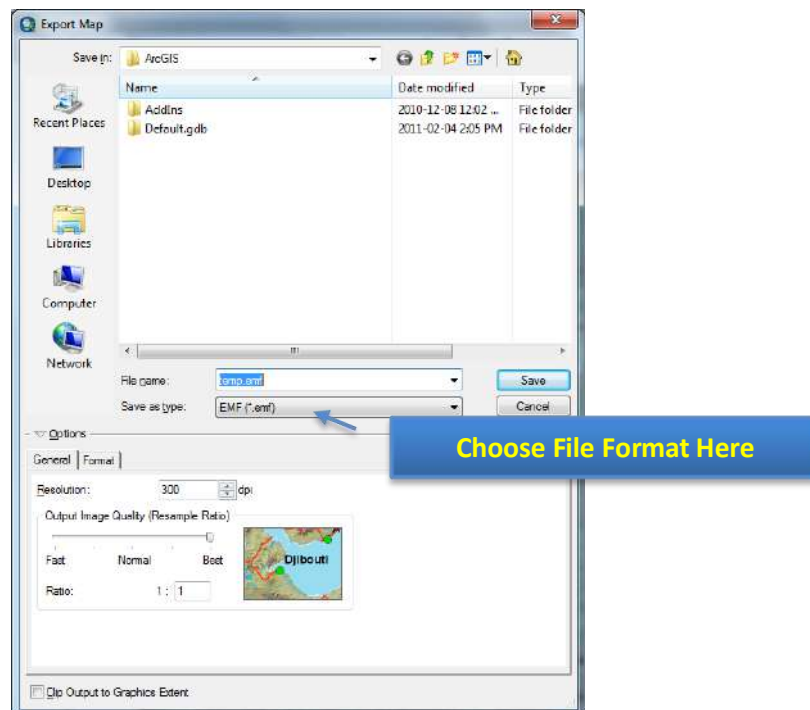 Export Map
Save in: ArcGIS
Name Date modified Type
AddIns 2010-12-08 12:02 ... File folder
Default.gdb 2011-02-04 2:05 PM File folder
Recent Places
Desktop
Libraries
Computer
Network
File name: temp.emf Save
Save as type: EMF (*.emf) Cancel
Choose File Format Here
Options
General Format
Resolution: 300 dpi
Output Image Quality (Resample Ratio)
Fast Normal Best
Djibouti
Ratio: 1 : 1
Clip Output to Graphics Extent